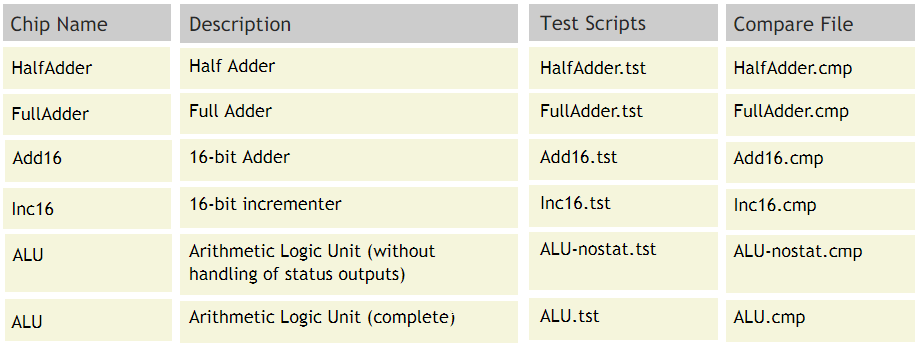 Chip Name Description Test Scripts Compare File
HalfAdder Half Adder HalfAdder.tst HalfAdder.cmp
FullAdder Full Adder FullAdder.tst FullAdder.cmp
Add16 16-bit Adder Add16.tst Add16.cmp
Inc16 16-bit incrementer Inc16.tst Inc16.cmp
ALU Arithmetic Logic Unit (without ALU-nostat.tst ALU-nostat.cmp
handling of status outputs)
ALU Arithmetic Logic Unit (complete) ALU.tst ALU.cmp